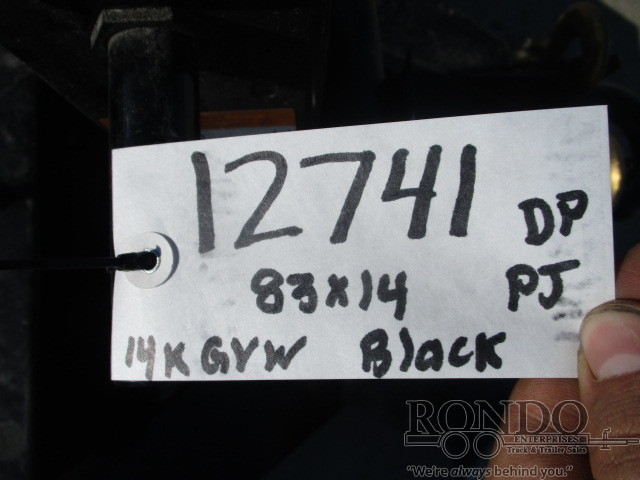 12741
DP
83x14
PJ
14K GVW Black
RONDO
ENTERPRISES
Truck & Trailer Sales
"We're always behind you."